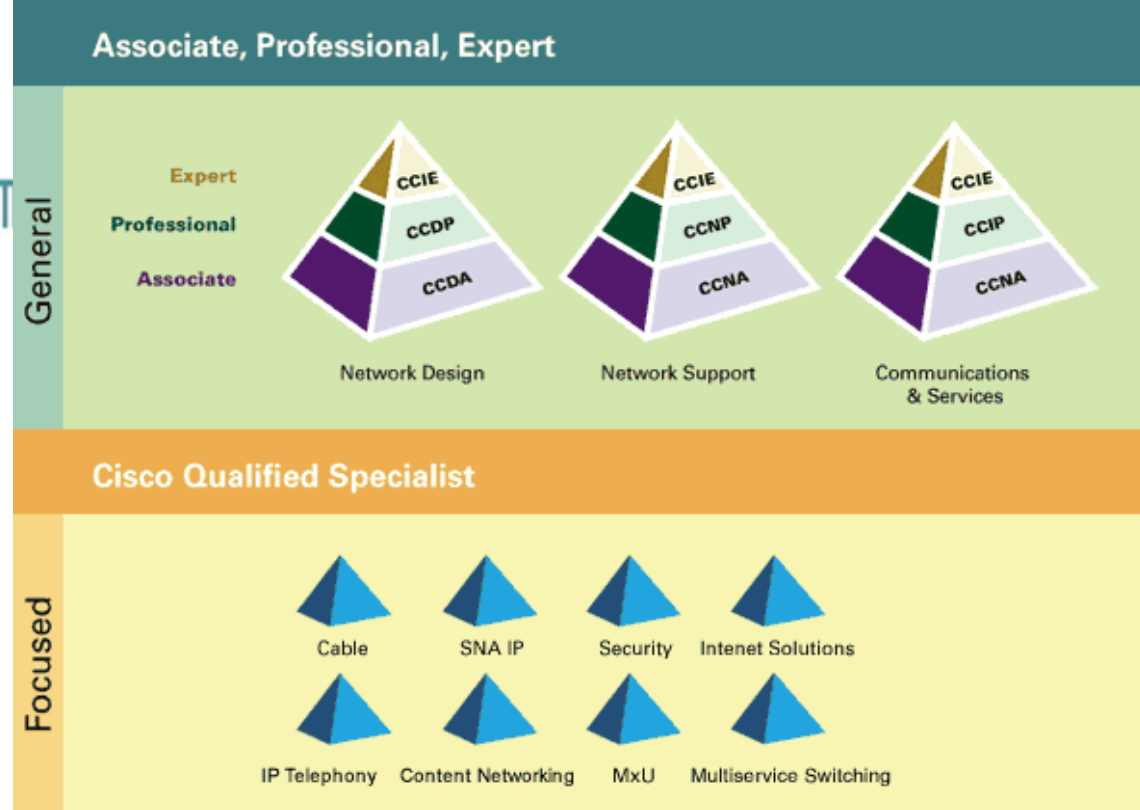 Associate, Professional, Expert
General
Expert
Professional
Associate
CCIE
CCDP
CCDA
Network Design
CCIE
CCNP
CCNA
Network Support
CCIE
CCIP
CCNA
Communications
& Services
Cisco Qualified Specialist
Focused
Cable
SNA IP
Security
Intenet Solutions
IP Telephony
Content Networking
MxU
Multiservice Switching